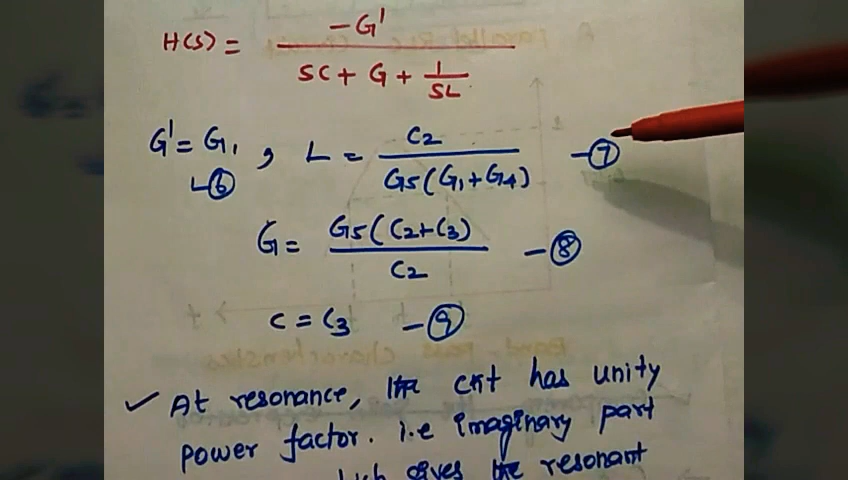 H(s) = -G' / (SC + G + 1/SL)
G' = G1 -⑥ , L = C2 / (G5(G1+G4)) -⑦
G = G5(C2+C3) / C2 -⑧
C = C3 -⑨
✓ At resonance, the ckt has unity
power factor. i.e imaginary part
gives the resonant